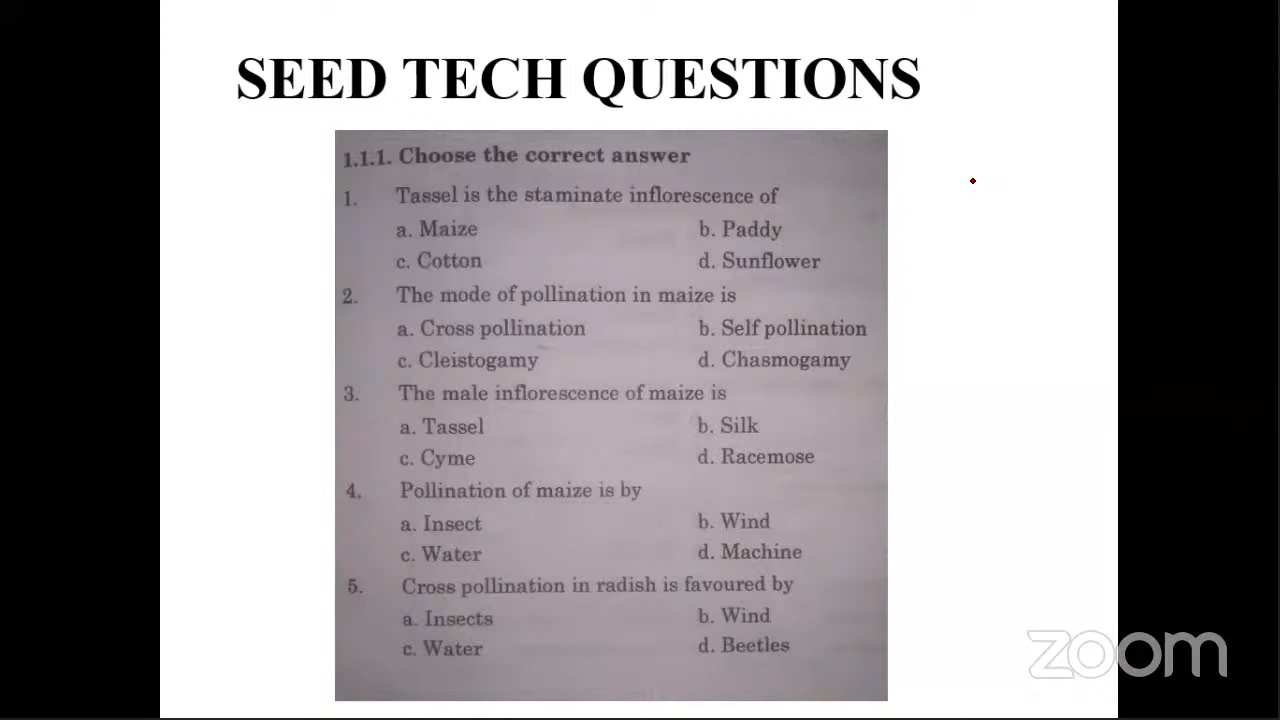 SEED TECH QUESTIONS
1.1.1. Choose the correct answer
1. Tassel is the staminate inflorescence of
a. Maize b. Paddy
c. Cotton d. Sunflower
2. The mode of pollination in maize is
a. Cross pollination b. Self pollination
c. Cleistogamy d. Chasmogamy
3. The male inflorescence of maize is
a. Tassel b. Silk
c. Cyme d. Racemose
4. Pollination of maize is by
a. Insect b. Wind
c. Water d. Machine
5. Cross pollination in radish is favoured by
a. Insects b. Wind
c. Water d. Beetles
zoom